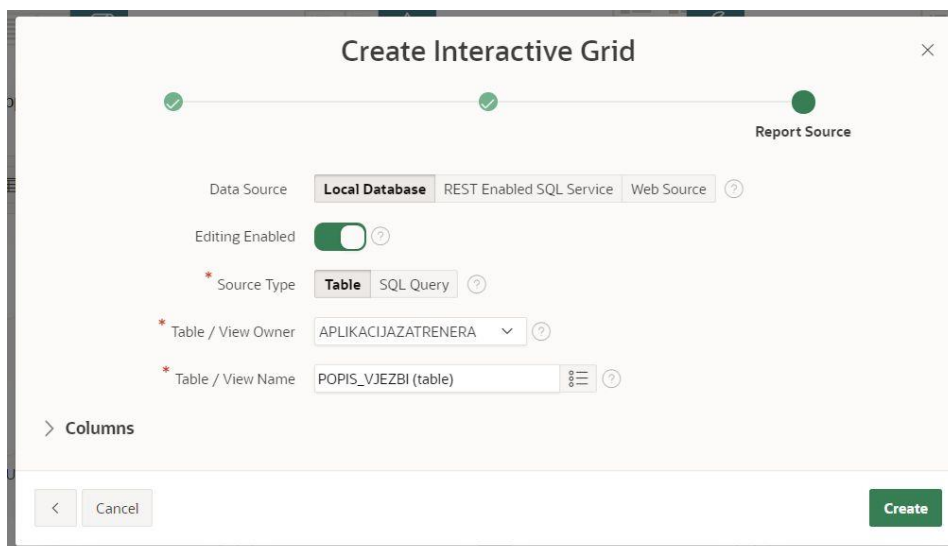 Create Interactive Grid
Report Source
Data Source Local Database REST Enabled SQL Service Web Source ?
Editing Enabled ?
* Source Type Table SQL Query ?
* Table / View Owner APLIKACIJAZATRENERA ?
* Table / View Name POPIS_VJEZBI (table) ?
Columns
Cancel Create